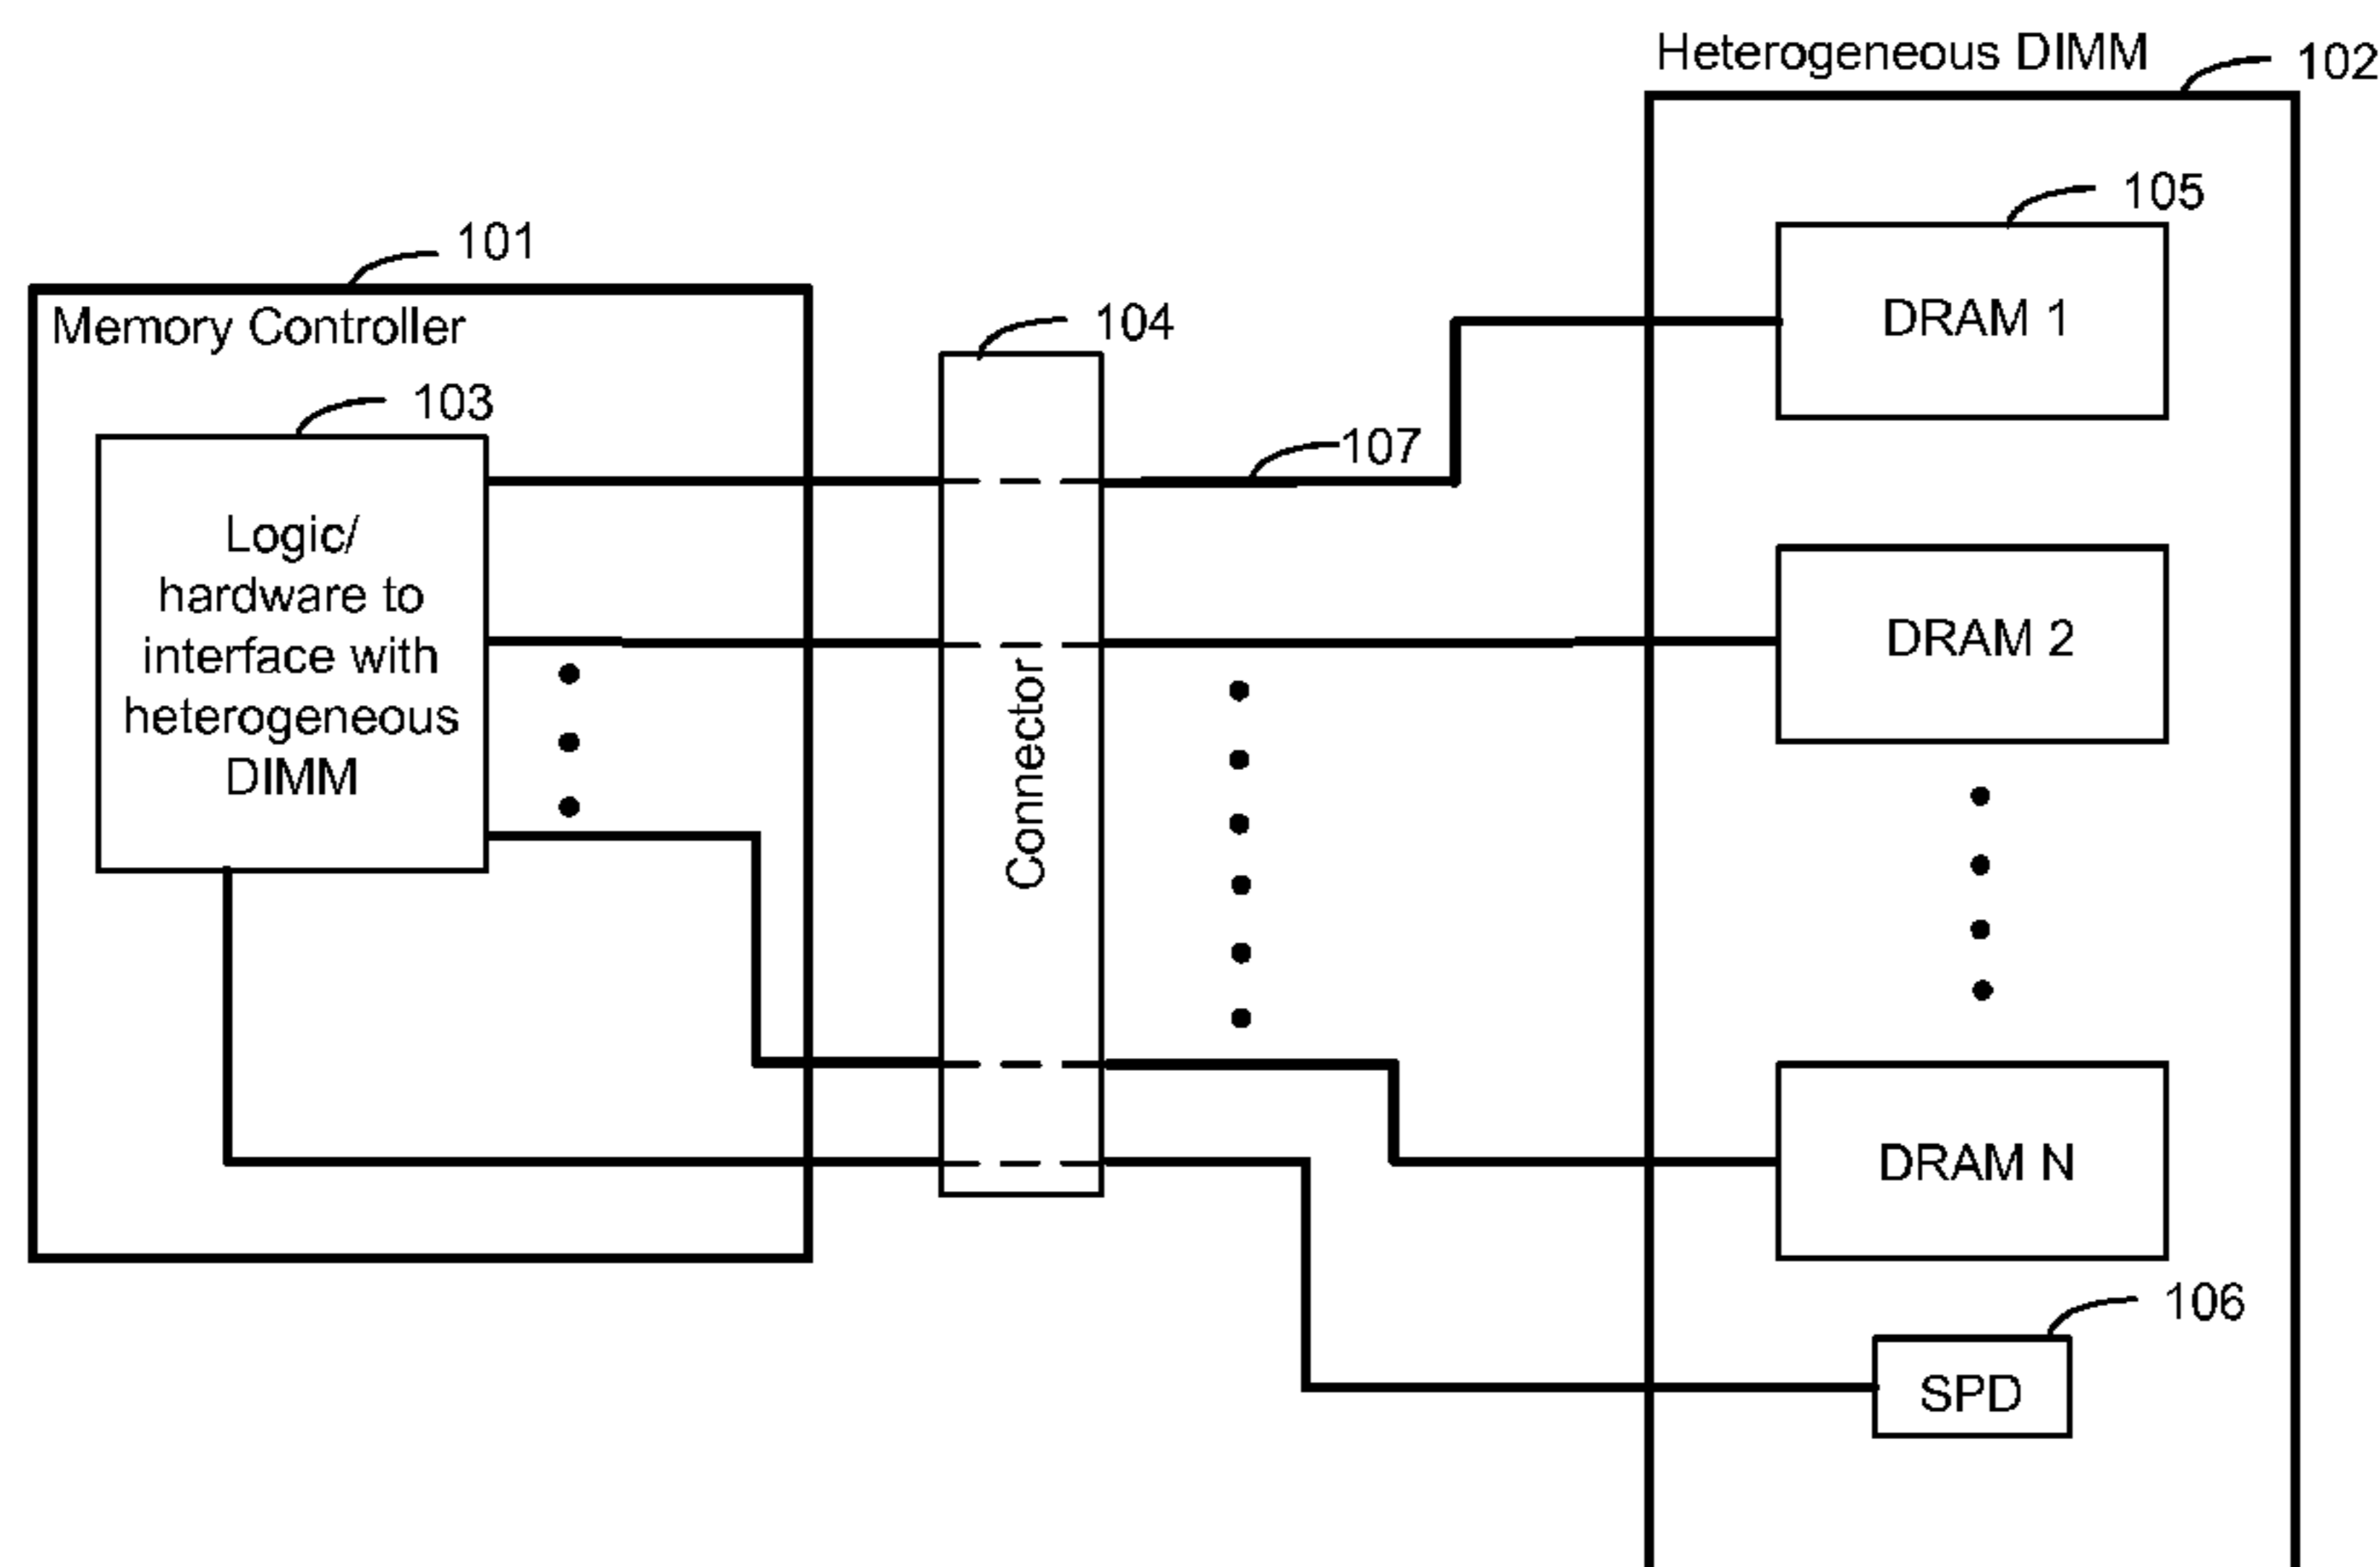 Heterogeneous DIMM
102
105
DRAM 1
101
Memory Controller
104
103
107
Logic/
hardware to
interface with
heterogeneous
DIMM
Connector
DRAM 2
DRAM N
106
SPD